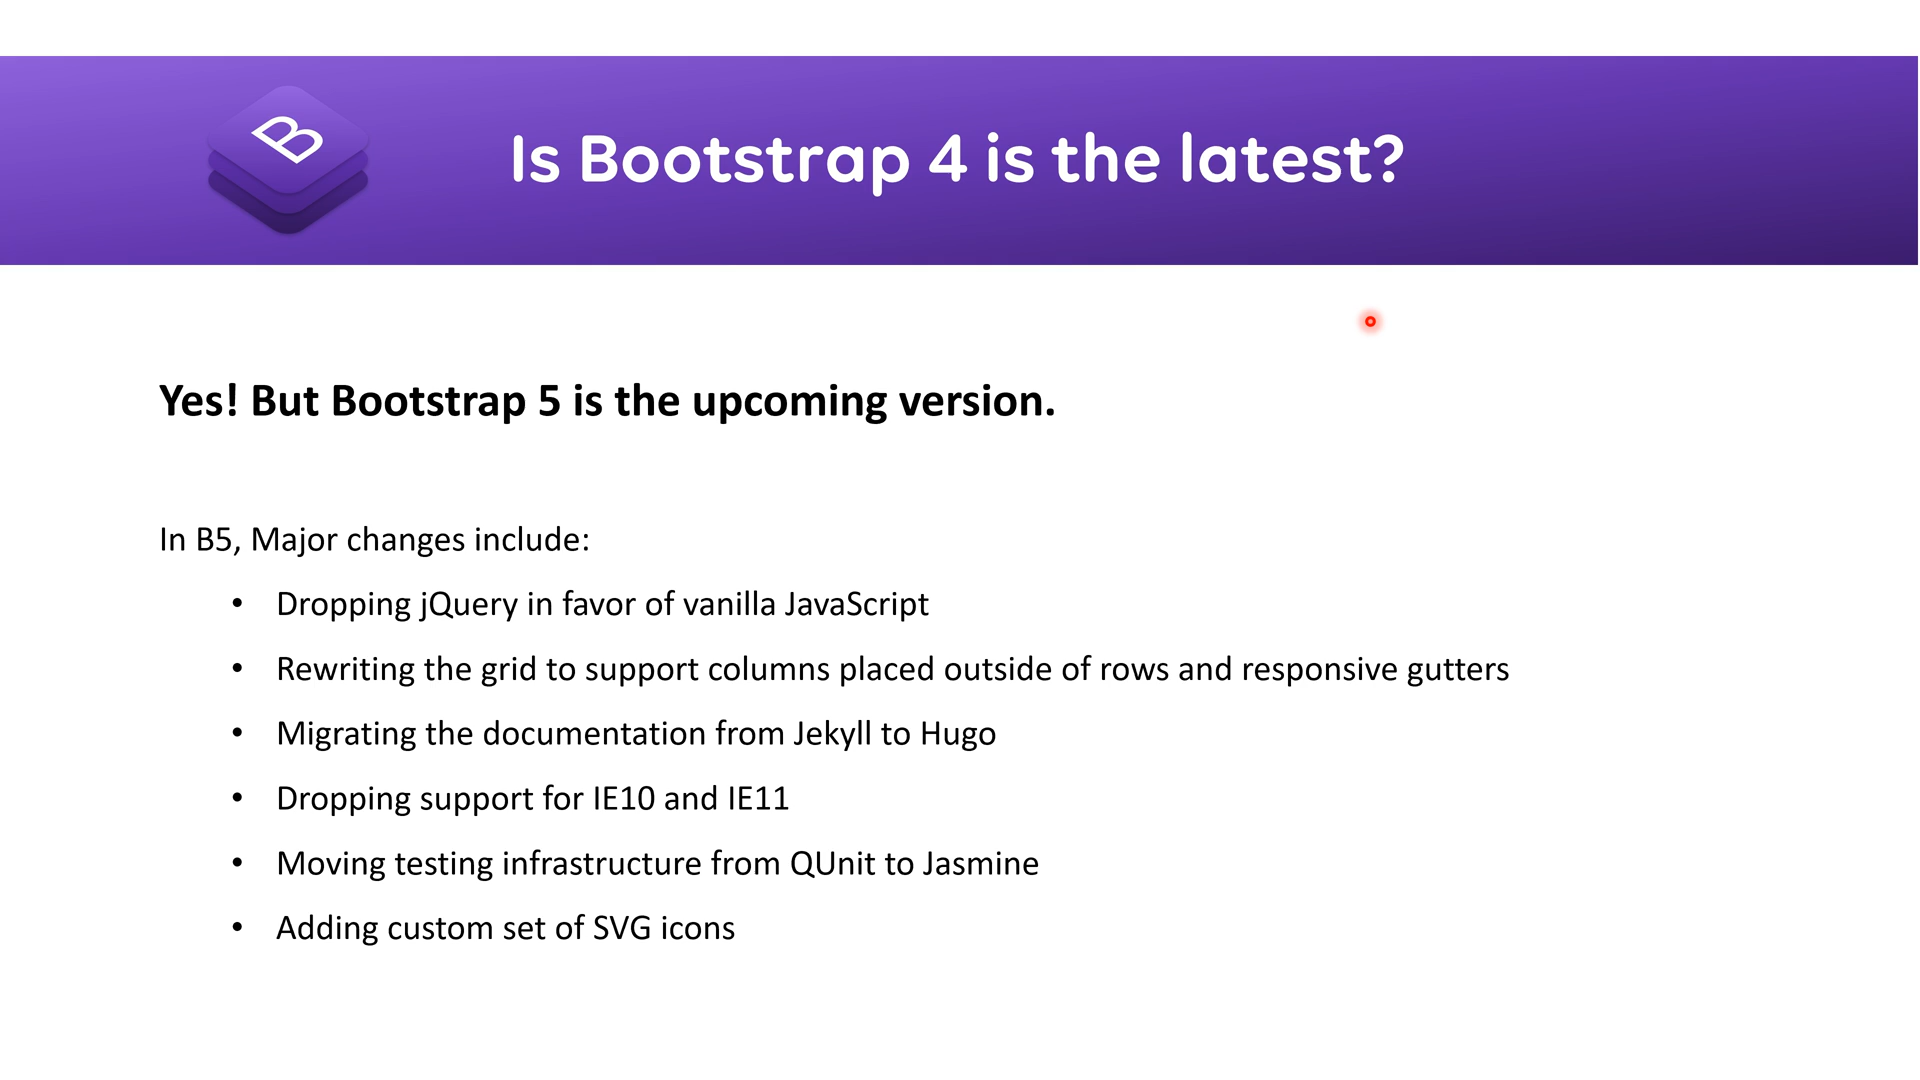 B
Is Bootstrap 4 is the latest?
Yes! But Bootstrap 5 is the upcoming version.
In B5, Major changes include:
• Dropping jQuery in favor of vanilla JavaScript
• Rewriting the grid to support columns placed outside of rows and responsive gutters
• Migrating the documentation from Jekyll to Hugo
• Dropping support for IE10 and IE11
• Moving testing infrastructure from QUnit to Jasmine
• Adding custom set of SVG icons